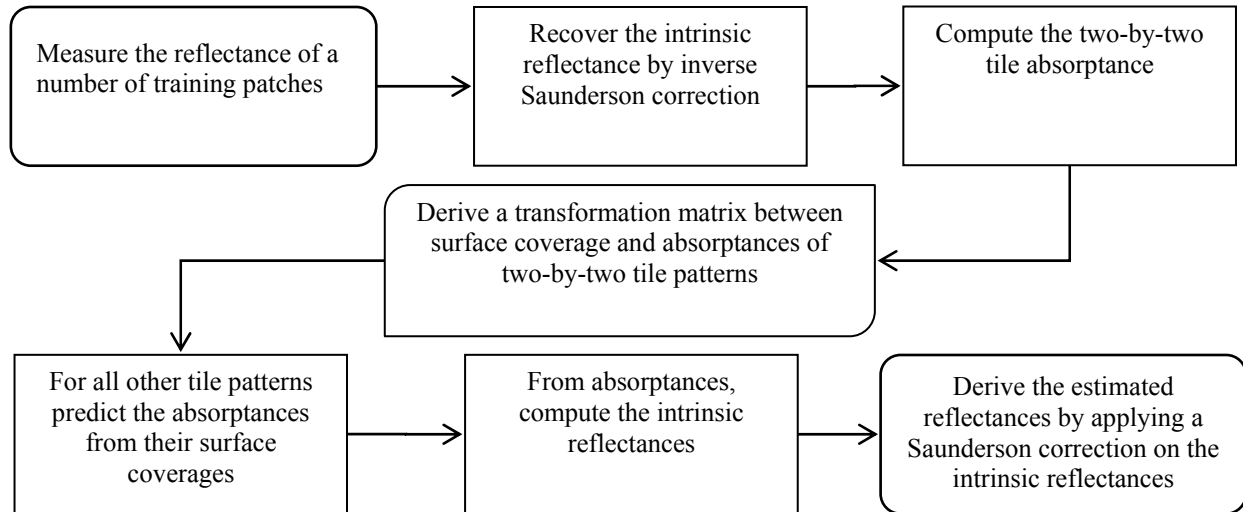 Measure the reflectance of a
number of training patches
Recover the intrinsic
reflectance by inverse
Saunderson correction
Compute the two-by-two
tile absorptance
Derive a transformation matrix between
surface coverage and absorptances of
two-by-two tile patterns
For all other tile patterns
predict the absorptances
from their surface
coverages
From absorptances,
compute the intrinsic
reflectances
Derive the estimated
reflectances by applying a
Saunderson correction on the
intrinsic reflectances